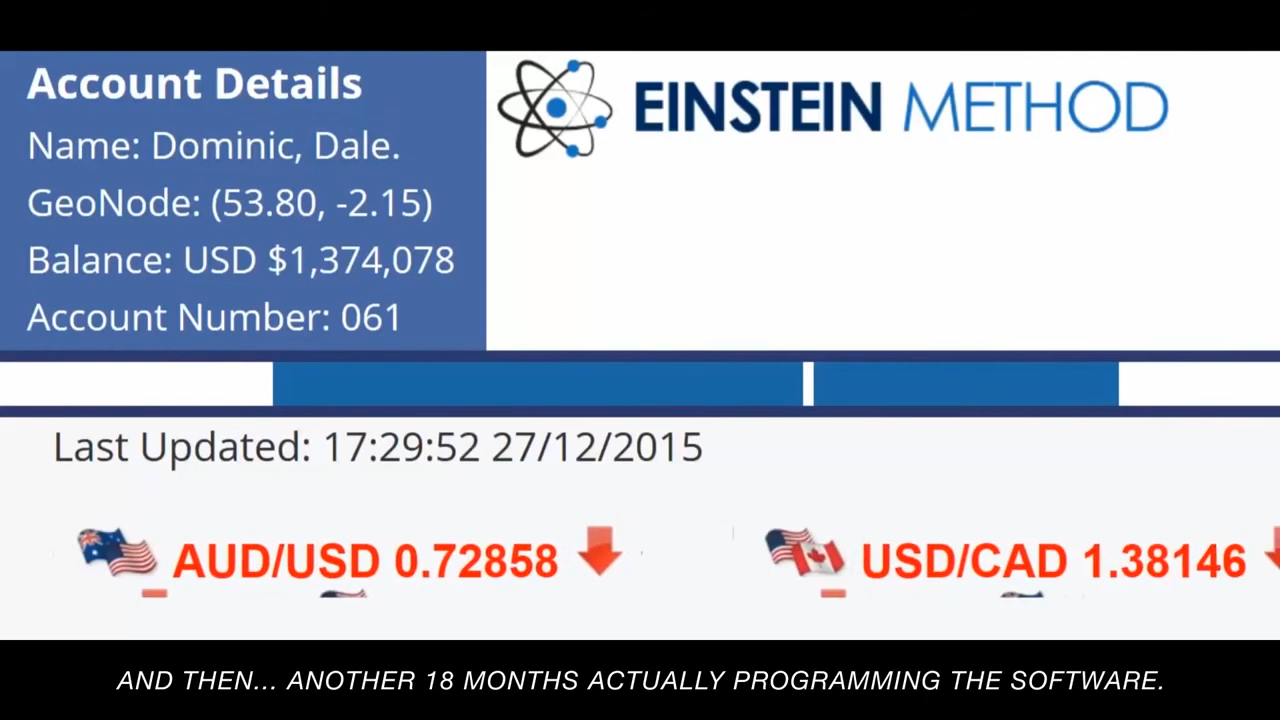 Account Details
Name: Dominic, Dale.
GeoNode: (53.80, -2.15)
Balance: USD $1,374,078
Account Number: 061
EINSTEIN METHOD
Last Updated: 17:29:52 27/12/2015
AUD/USD 0.72858
USD/CAD 1.38146
AND THEN... ANOTHER 18 MONTHS ACTUALLY PROGRAMMING THE SOFTWARE.